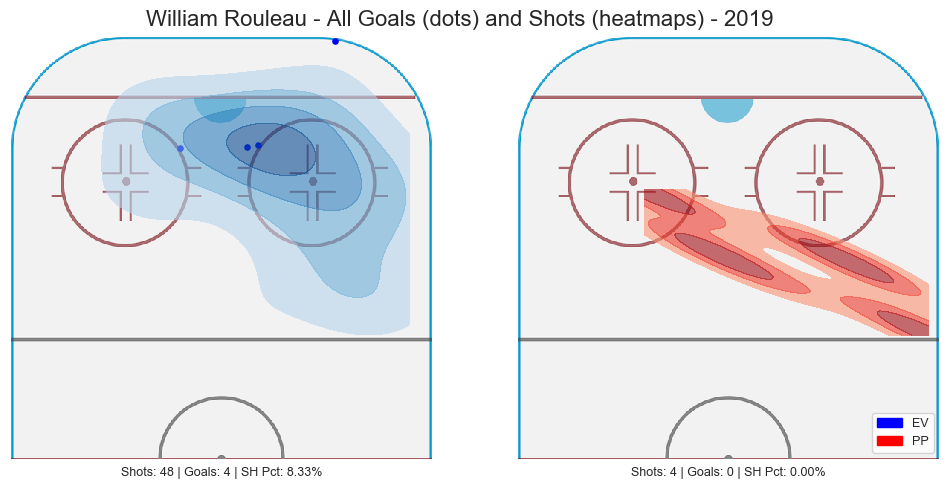 William Rouleau - All Goals (dots) and Shots (heatmaps) - 2019
EV
PP
Shots: 48 | Goals: 4 | SH Pct: 8.33%
Shots: 4 | Goals: 0 | SH Pct: 0.00%